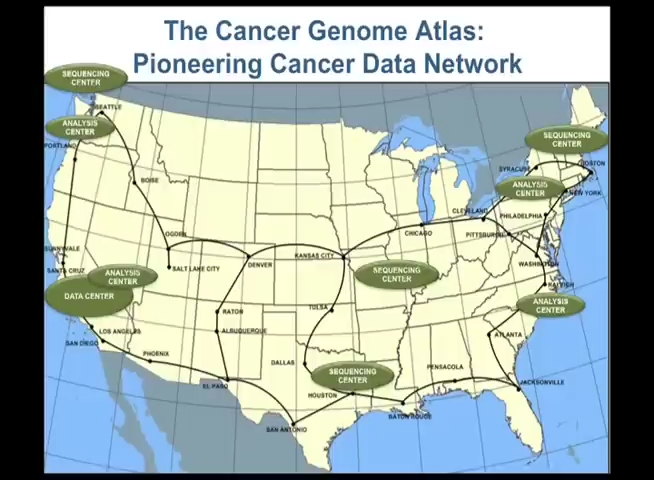 The Cancer Genome Atlas:
Pioneering Cancer Data Network
SEQUENCING
CENTER
SEATTLE
ANALYSIS
CENTER
PORTLAND
BOISE
SEQUENCING
CENTER
BOSTON
SYRACUSE
ANALYSIS
CENTER
NEW YORK
CLEVELAND
PHILADELPHIA
CHICAGO
PITTSBURGH
OGDEN
SUNNYVALE
KANSAS CITY
DENVER
SALT LAKE CITY
SANTA CRUZ
WASHINGTON
ANALYSIS
CENTER
SEQUENCING
CENTER
DATA CENTER
RALEIGH
ANALYSIS
CENTER
RATON
TULSA
LOS ANGELES
ALBUQUERQUE
ATLANTA
SAN DIEGO
PHOENIX
DALLAS
PENSACOLA
SEQUENCING
CENTER
EL PASO
JACKSONVILLE
HOUSTON
BATON ROUGE
SAN ANTONIO